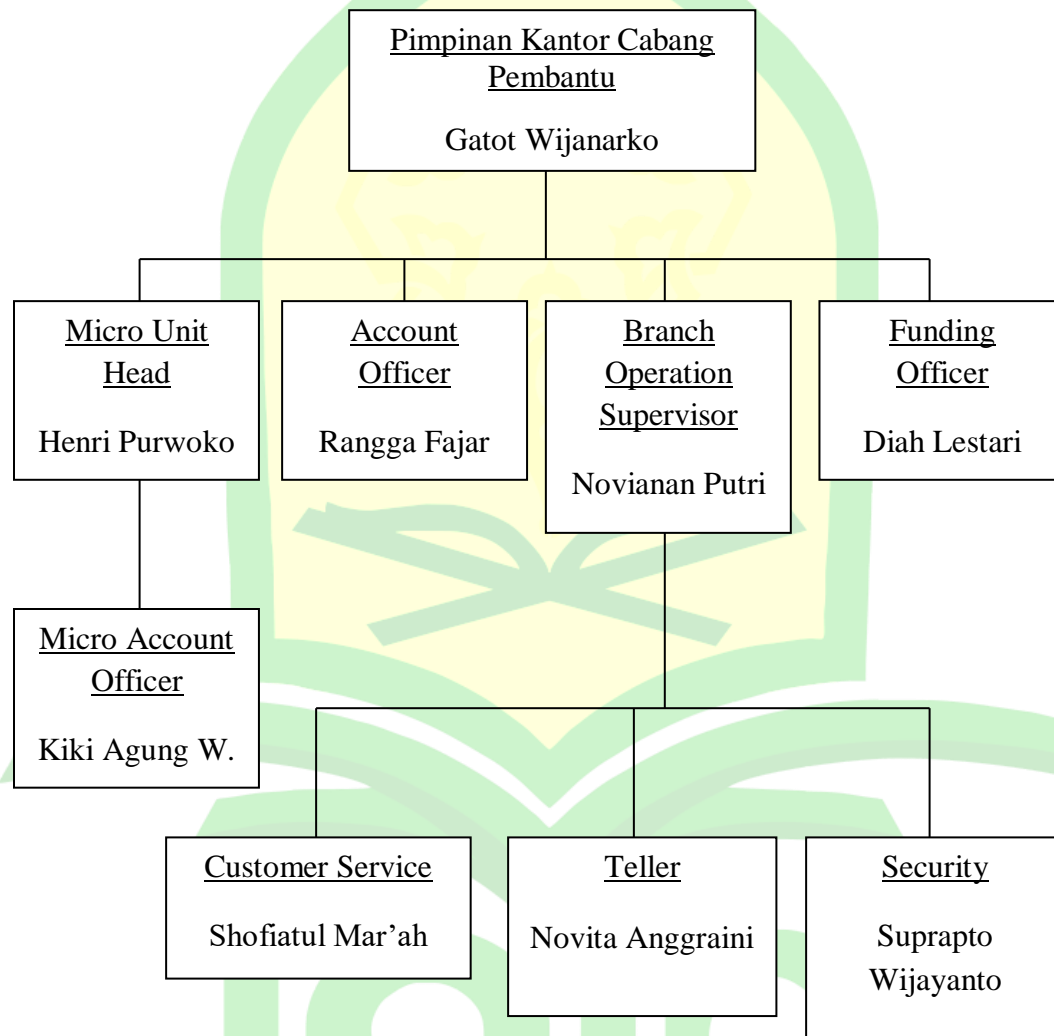 Pimpinan Kantor Cabang
Pembantu
Gatot Wijanarko
Micro Unit
Head
Henri Purwoko
Account
Officer
Rangga Fajar
Branch
Operation
Supervisor
Novianan Putri
Funding
Officer
Diah Lestari
Micro Account
Officer
Kiki Agung W.
Customer Service
Shofiatul Mar’ah
Teller
Novita Anggraini
Security
Suprapto
Wijayanto